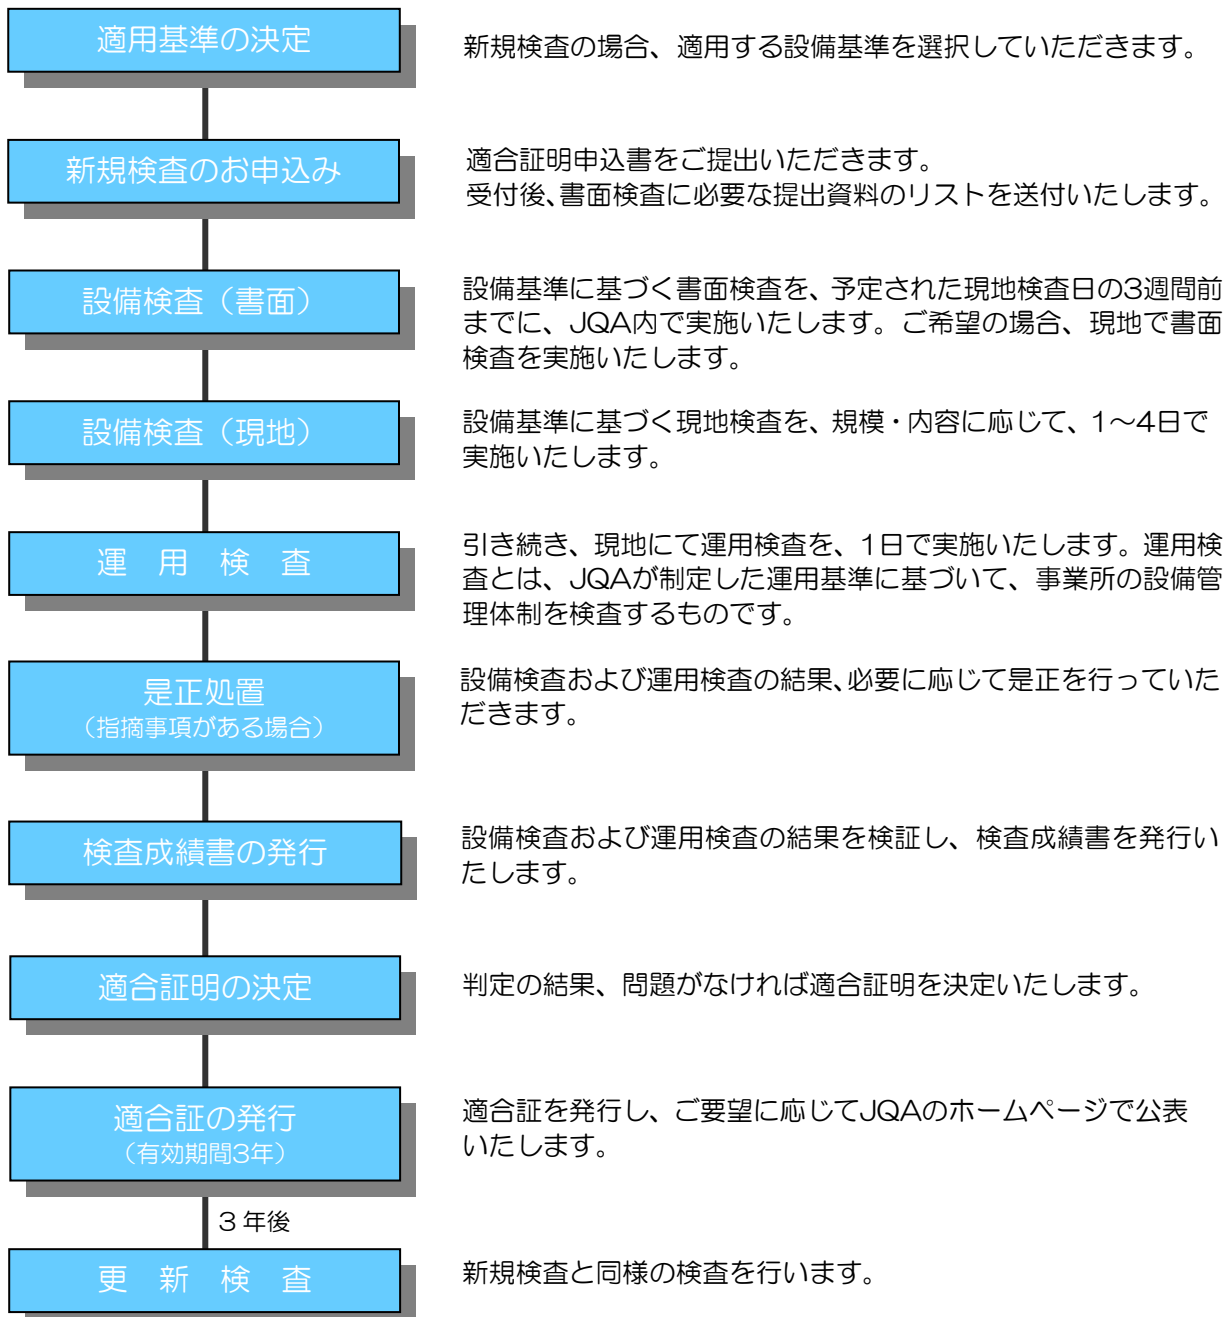 適用基準の決定
新規検査の場合、適用する設備基準を選択していただきます。
新規検査のお申込み
適合証明申込書をご提出いただきます。
受付後、書面検査に必要な提出資料のリストを送付いたします。
設備検査（書面）
設備基準に基づく書面検査を、予定された現地検査日の3週間前
までに、JQA内で実施いたします。ご希望の場合、現地で書面
検査を実施いたします。
設備検査（現地）
設備基準に基づく現地検査を、規模・内容に応じて、1～4日で
実施いたします。
運　用　検　査
引き続き、現地にて運用検査を、1日で実施いたします。運用検
査とは、JQAが制定した運用基準に基づいて、事業所の設備管
理体制を検査するものです。
是正処置
（指摘事項がある場合）
設備検査および運用検査の結果、必要に応じて是正を行っていた
だきます。
検査成績書の発行
設備検査および運用検査の結果を検証し、検査成績書を発行い
たします。
適合証明の決定
判定の結果、問題がなければ適合証明を決定いたします。
適合証の発行
（有効期間3年）
適合証を発行し、ご要望に応じてJQAのホームページで公表
いたします。
3 年後
更　新　検　査
新規検査と同様の検査を行います。